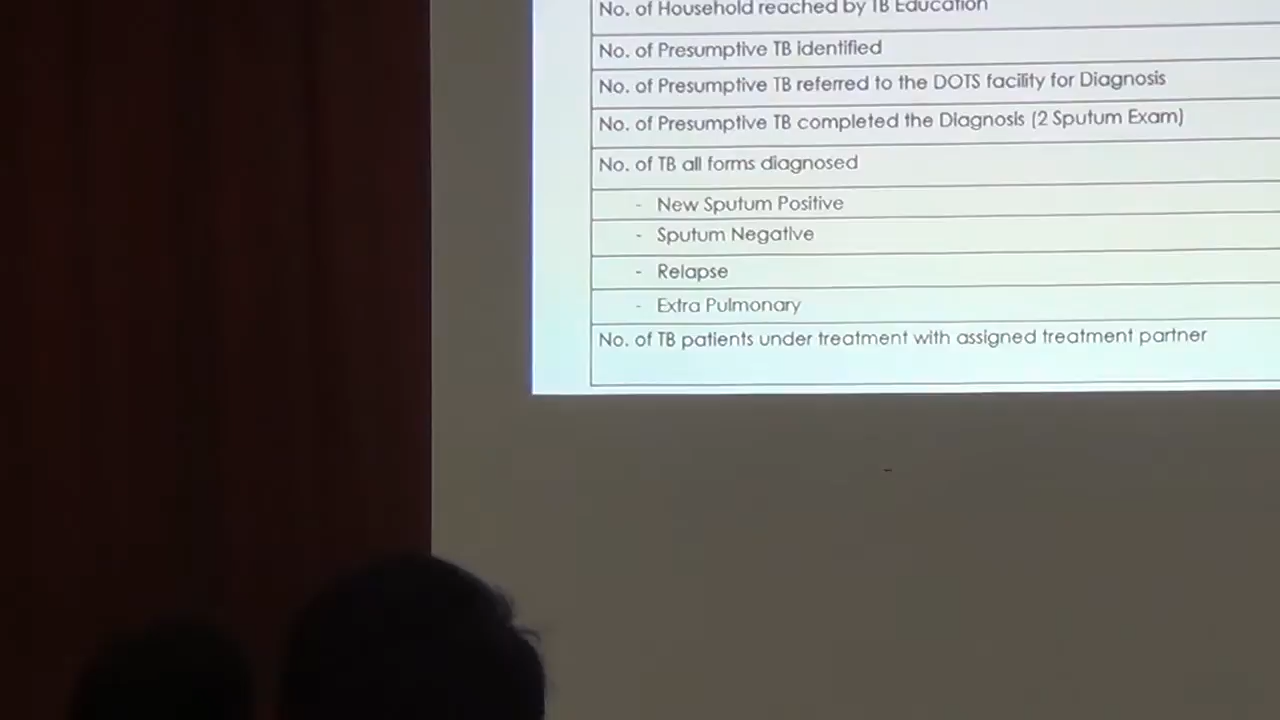 No. of Household reached by TB Education
No. of Presumptive TB identified
No. of Presumptive TB referred to the DOTS facility for Diagnosis
No. of Presumptive TB completed the Diagnosis (2 Sputum Exam)
No. of TB all forms diagnosed
- New Sputum Positive
- Sputum Negative
- Relapse
- Extra Pulmonary
No. of TB patients under treatment with assigned treatment partner